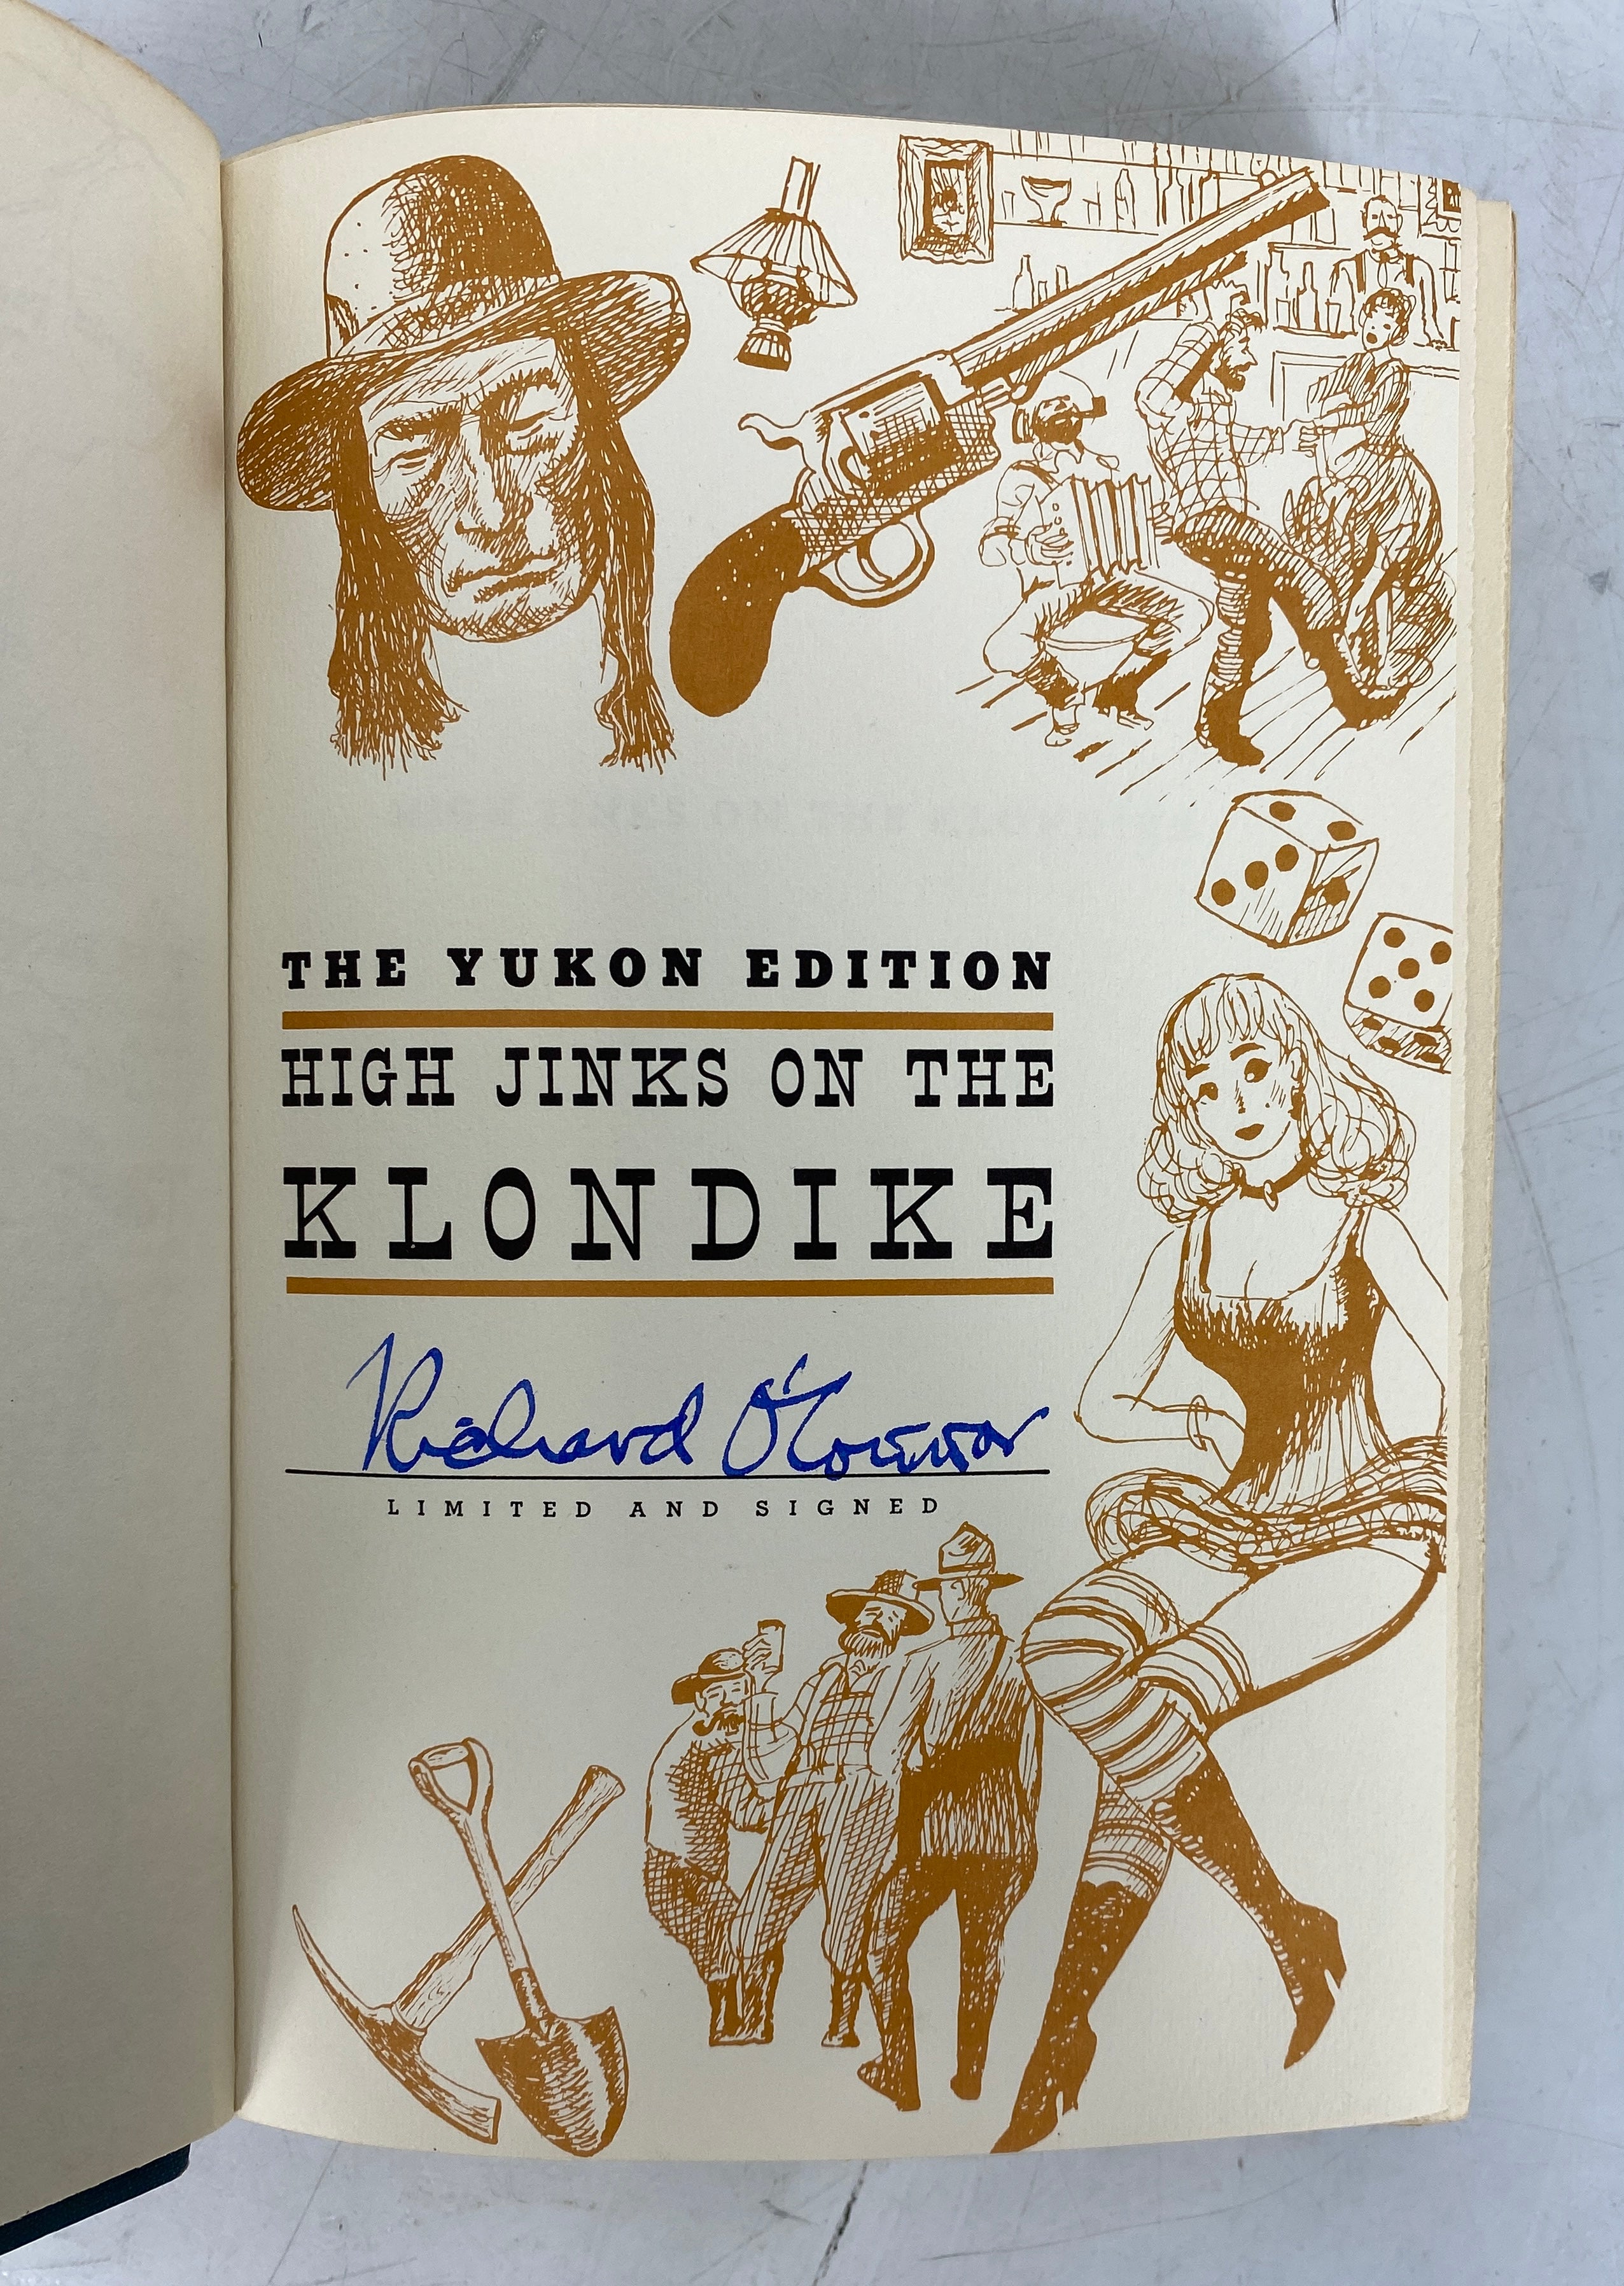 THE YUKON EDITION
HIGH JINKS ON THE
KLONDIKE
Richard O'Connor
LIMITED AND SIGNED